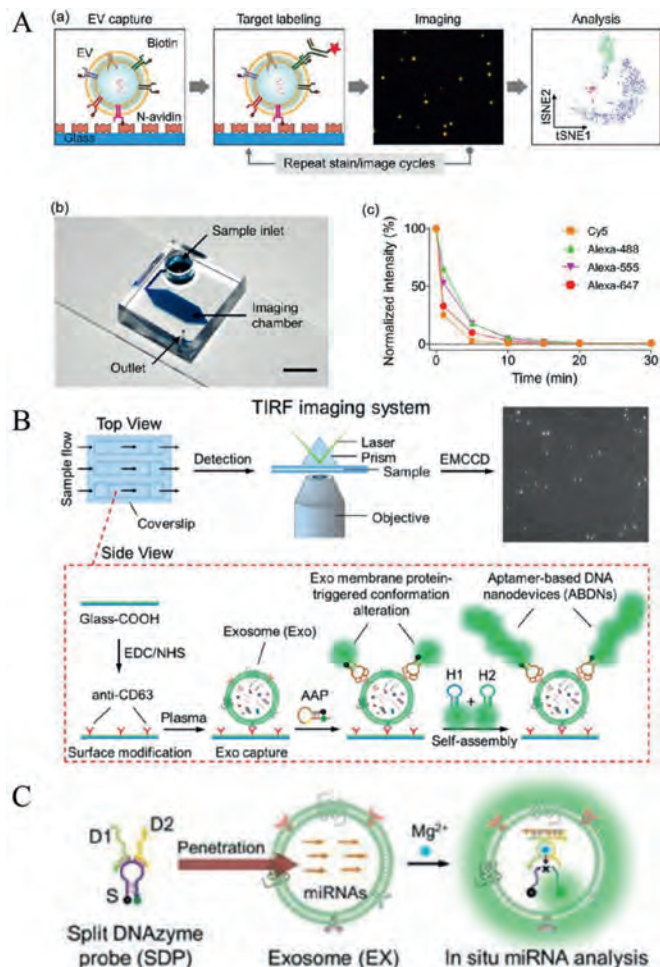 A
(a)
EV capture
Target labeling
Imaging
Analysis
EV
Biotin
N-avidin
Glass
tSNE2
tSNE1
Repeat stain/image cycles
(b)
Sample inlet
Imaging
chamber
Outlet
(c)
Normalized intensity (%)
100
50
0
Cy5
Alexa-488
Alexa-555
Alexa-647
0
10
20
30
Time (min)
B
Top View
Sample flow
Coverslip
Detection
TIRF imaging system
Laser
Prism
Sample
Objective
EMCCD
Side View
Glass-COOH
EDC/NHS
anti-CD63
Surface modification
Plasma
Exosome (Exo)
Exo capture
AAP
Exo membrane protein-
triggered conformation
alteration
H1
H2
+
Self-assembly
Aptamer-based DNA
nanodevices (ABDNs)
C
D1
D2
S
Split DNAzyme
probe (SDP)
Penetration
miRNAs
Exosome (EX)
Mg²⁺
In situ miRNA analysis